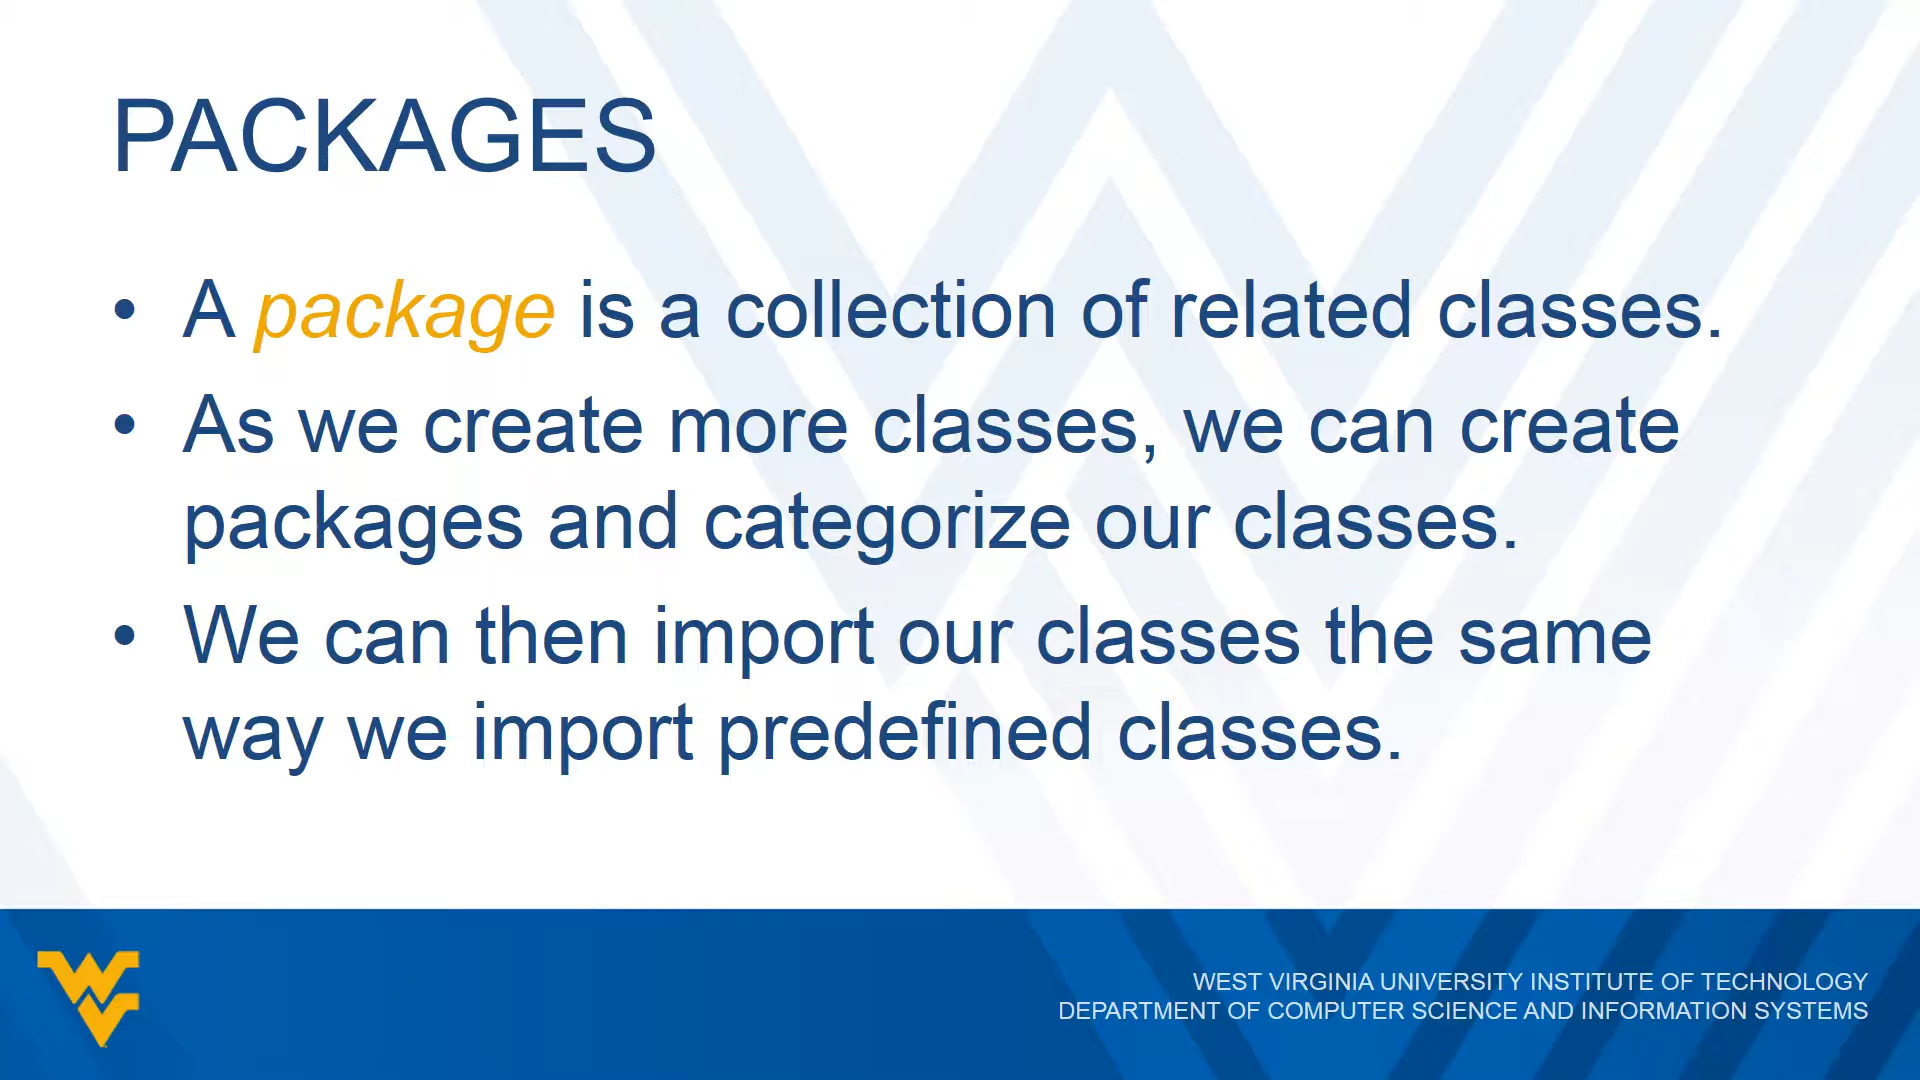 PACKAGES
• A package is a collection of related classes.
• As we create more classes, we can create
packages and categorize our classes.
• We can then import our classes the same
way we import predefined classes.
WEST VIRGINIA UNIVERSITY INSTITUTE OF TECHNOLOGY
DEPARTMENT OF COMPUTER SCIENCE AND INFORMATION SYSTEMS